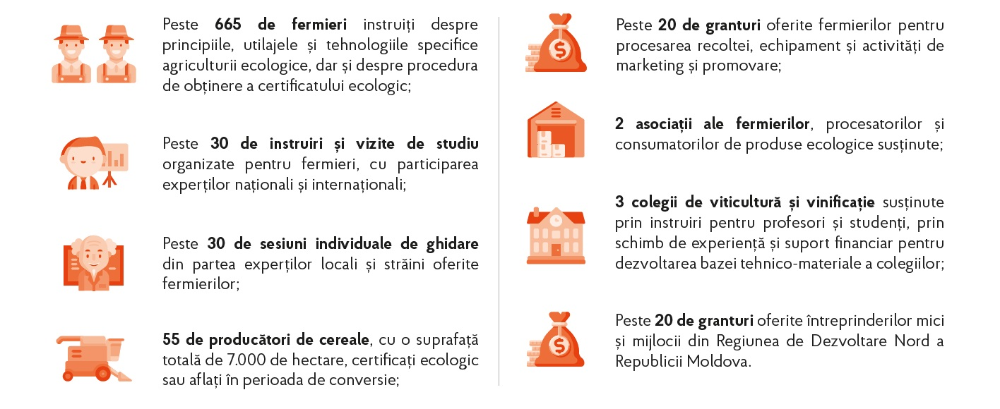 Peste 665 de fermieri instruiți despre
principiile, utilajele și tehnologiile specifice
agriculturii ecologice, dar și despre procedura
de obținere a certificatului ecologic;
Peste 30 de instruiri și vizite de studiu
organizate pentru fermieri, cu participarea
experților naționali și internaționali;
Peste 30 de sesiuni individuale de ghidare
din partea experților locali și străini oferite
fermierilor;
55 de producători de cereale, cu o suprafață
totală de 7.000 de hectare, certificați ecologic
sau aflați în perioada de conversie;
Peste 20 de granturi oferite fermierilor pentru
procesarea recoltei, echipament și activități de
marketing și promovare;
2 asociații ale fermierilor, procesatorilor și
consumatorilor de produse ecologice susținute;
3 colegii de viticultură și vinificație susținute
prin instruiri pentru profesori și studenți, prin
schimb de experiență și suport financiar pentru
dezvoltarea bazei tehnico-materiale a colegiilor;
Peste 20 de granturi oferite întreprinderilor mici
și mijlocii din Regiunea de Dezvoltare Nord a
Republicii Moldova.